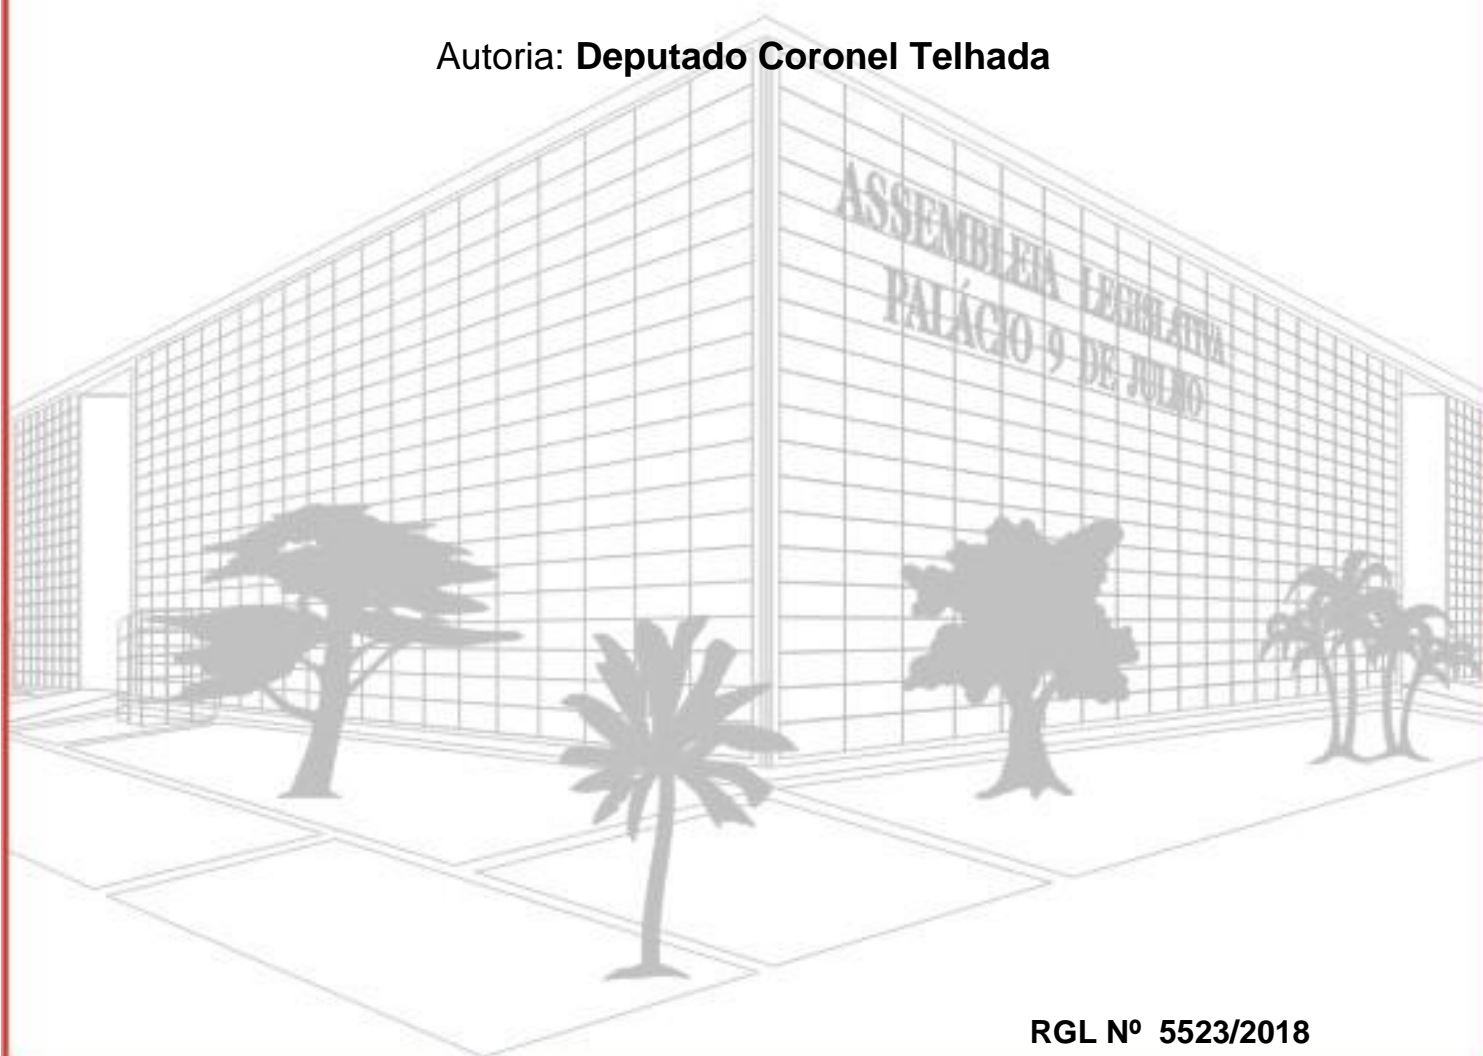 Autoria: Deputado Coronel Telhada
ASSEMBLEIA LEGISLATIVA
PALÁCIO 9 DE JULHO
RGL Nº 5523/2018